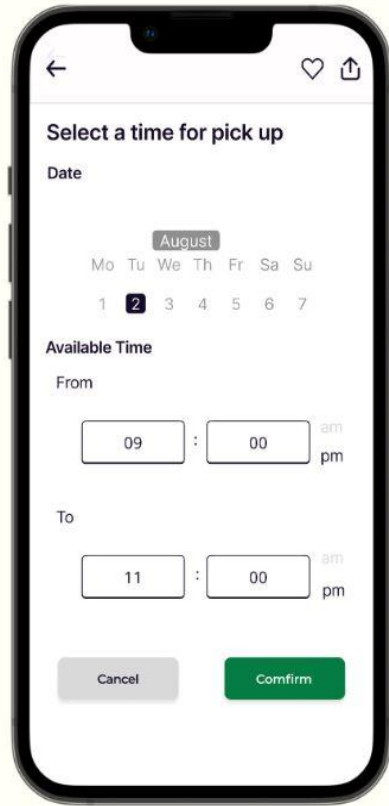 Select a time for pick up
Date
August
Mo Tu We Th Fr Sa Su
1 2 3 4 5 6 7
Available Time
From
am
09 : 00
pm
To
am
11 : 00
pm
Cancel Comfirm